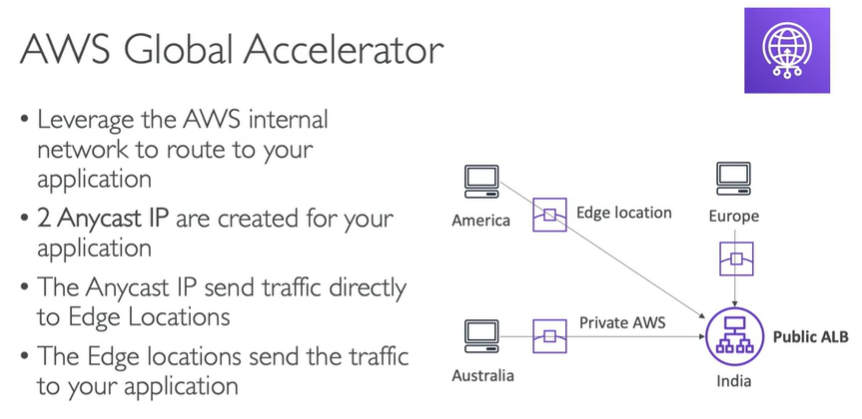 AWS Global Accelerator
• Leverage the AWS internal
network to route to your
application
• 2 Anycast IP are created for your
application
• The Anycast IP send traffic directly
to Edge Locations
• The Edge locations send the traffic
to your application
America
Edge location
Europe
Australia
Private AWS
Public ALB
India